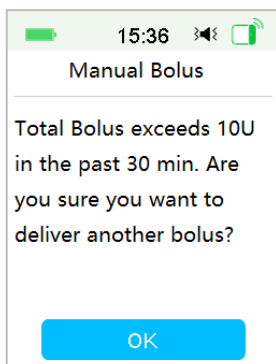 15:36
Manual Bolus
Total Bolus exceeds 10U
in the past 30 min. Are
you sure you want to
deliver another bolus?
OK